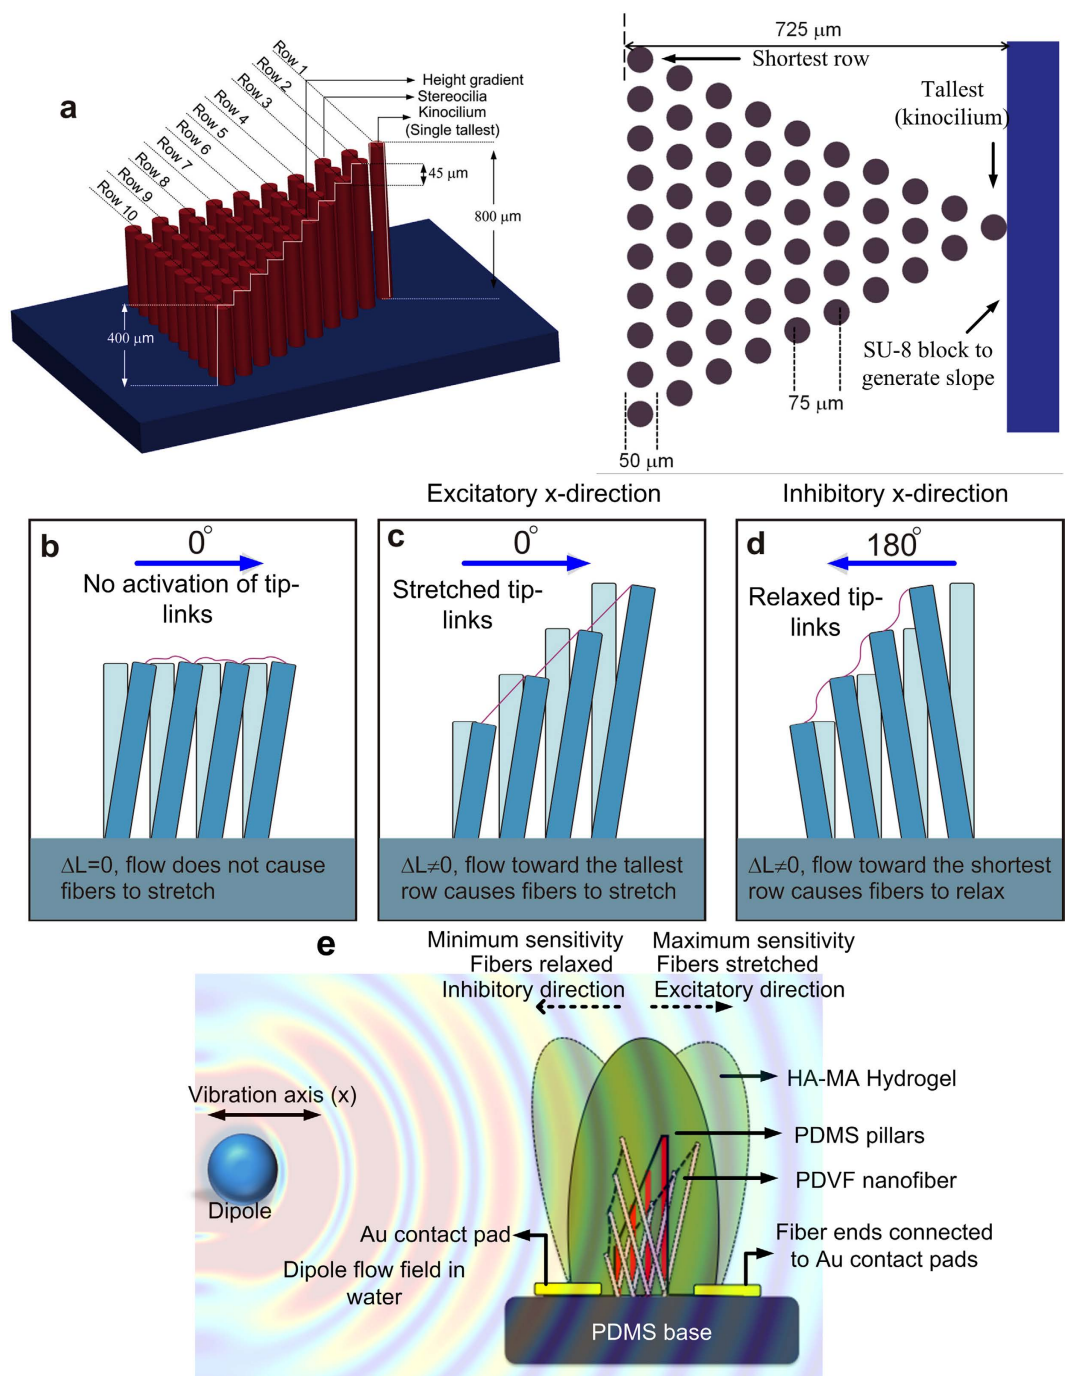 a
Row 1
Row 2
Row 3
Row 4
Row 5
Row 6
Row 7
Row 8
Row 9
Row 10
Height gradient
Stereocilia
Kinocilium
(Single tallest)
45 μm
800 μm
400 μm
725 μm
Shortest row
Tallest
(kinocilium)
SU-8 block to
generate slope
75 μm
50 μm
Excitatory x-direction
Inhibitory x-direction
b
0°
No activation of tip-
links
ΔL=0, flow does not cause
fibers to stretch
c
0°
Stretched tip-
links
ΔL≠0, flow toward the tallest
row causes fibers to stretch
d
180°
Relaxed tip-
links
ΔL≠0, flow toward the shortest
row causes fibers to relax
e
Minimum sensitivity
Fibers relaxed
Inhibitory direction
Maximum sensitivity
Fibers stretched
Excitatory direction
Vibration axis (x)
Dipole
HA-MA Hydrogel
PDMS pillars
PDVF nanofiber
Au contact pad
Dipole flow field in
water
Fiber ends connected
to Au contact pads
PDMS base